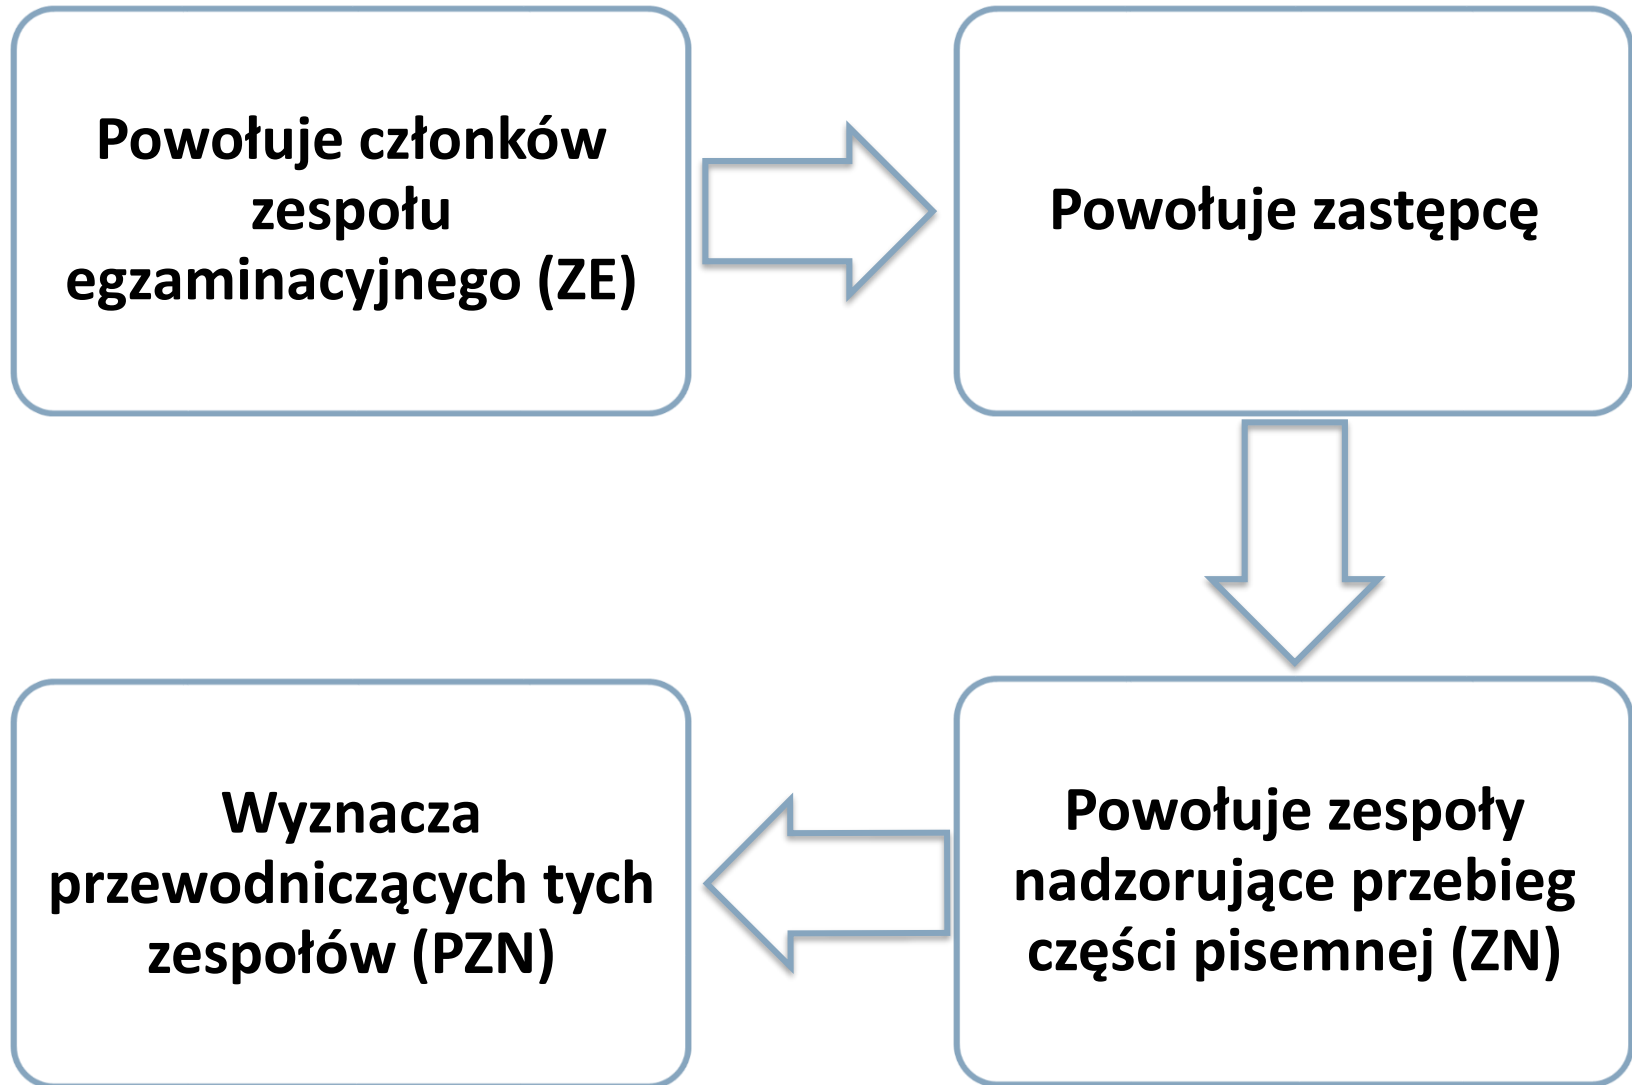 Powołuje członków
zespołu
egzaminacyjnego (ZE)
Powołuje zastępcę
Powołuje zespoły
nadzorujące przebieg
części pisemnej (ZN)
Wyznacza
przewodniczących tych
zespołów (PZN)